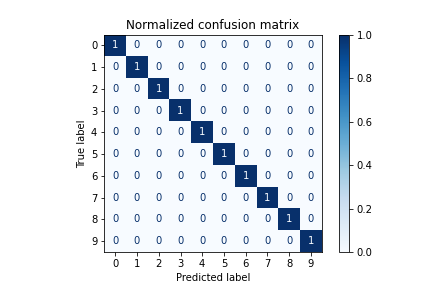 Normalized confusion matrix
0 1 0 0 0 0 0 0 0 0 0 1.0
1 0 1 0 0 0 0 0 0 0 0
2 0 0 1 0 0 0 0 0 0 0 0.8
3 0 0 0 1 0 0 0 0 0 0
4 0 0 0 0 1 0 0 0 0 0 0.6
True label
5 0 0 0 0 0 1 0 0 0 0 0.4
6 0 0 0 0 0 0 1 0 0 0
7 0 0 0 0 0 0 0 1 0 0 0.2
8 0 0 0 0 0 0 0 0 1 0
9 0 0 0 0 0 0 0 0 0 1 0.0
0 1 2 3 4 5 6 7 8 9
Predicted label